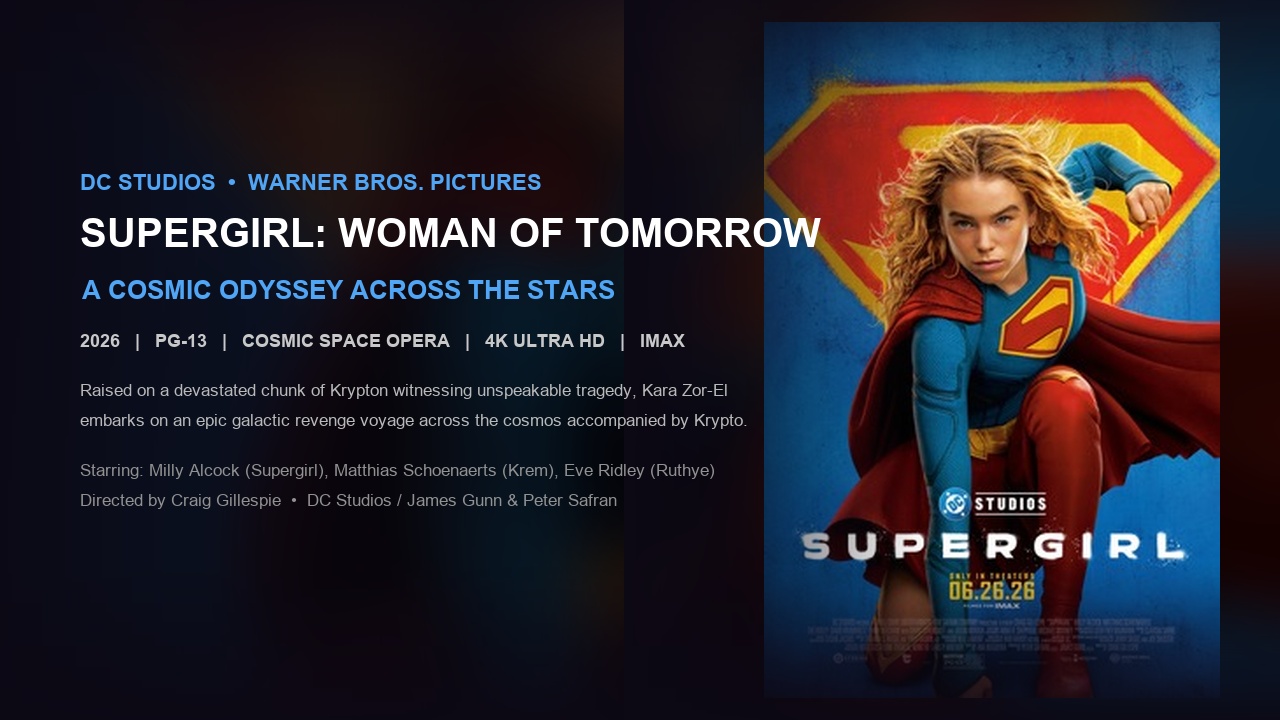 DC STUDIOS • WARNER BROS. PICTURES
SUPERGIRL: WOMAN OF TOMORROW
A COSMIC ODYSSEY ACROSS THE STARS
2026 | PG-13 | COSMIC SPACE OPERA | 4K ULTRA HD | IMAX
Raised on a devastated chunk of Krypton witnessing unspeakable tragedy, Kara Zor-El
embarks on an epic galactic revenge voyage across the cosmos accompanied by Krypto.
Starring: Milly Alcock (Supergirl), Matthias Schoenaerts (Krem), Eve Ridley (Ruthye)
Directed by Craig Gillespie • DC Studios / James Gunn & Peter Safran
DC STUDIOS
SUPERGIRL
ONLY IN THEATERS
06.26.26
FILMED FOR IMAX